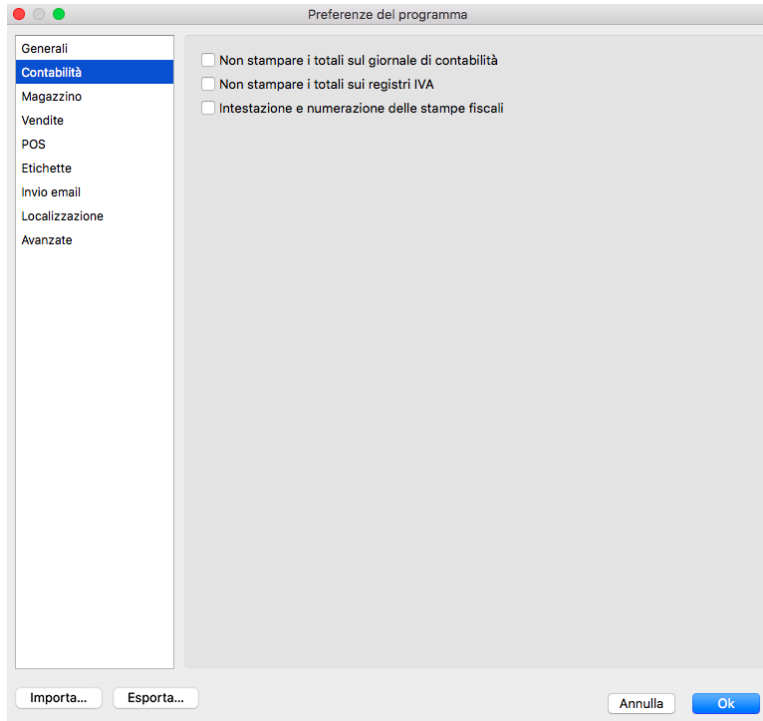 Preferenze del programma
Generali
Contabilità
Magazzino
Vendite
POS
Etichette
Invio email
Localizzazione
Avanzate
Non stampare i totali sul giornale di contabilità
Non stampare i totali sui registri IVA
Intestazione e numerazione delle stampe fiscali
Importa... Esporta... Annulla Ok